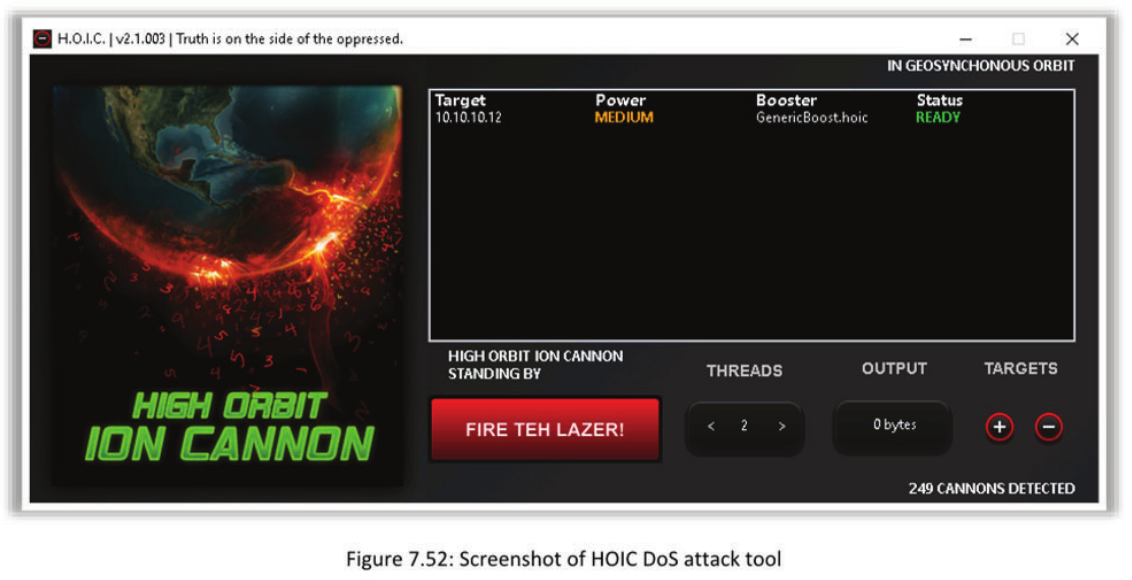 H.O.I.C. | v2.1.003 | Truth is on the side of the oppressed.
IN GEOSYNCHONOUS ORBIT
Target Power Booster Status
10.10.10.12 MEDIUM GenericBoost.hoic READY
HIGH ORBIT ION CANNON
STANDING BY
THREADS OUTPUT TARGETS
HIGH ORBIT
ION CANNON
FIRE TEH LAZER!
< 2 >
0 bytes
+ −
249 CANNONS DETECTED
Figure 7.52: Screenshot of HOIC DoS attack tool